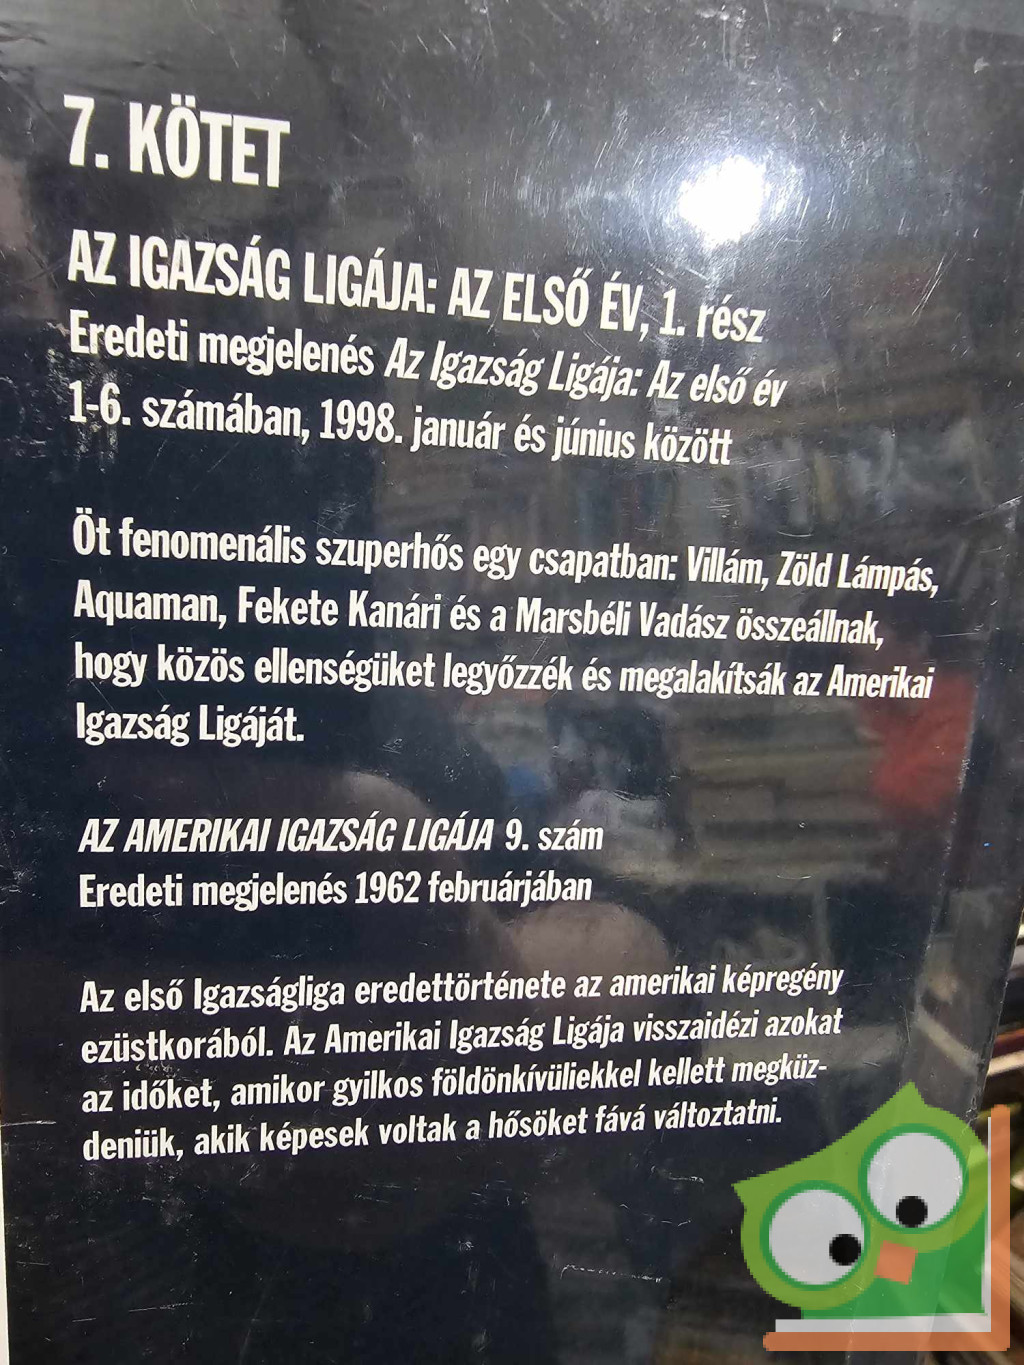 7. KÖTET
AZ IGAZSÁG LIGÁJA: AZ ELSŐ ÉV, 1. rész
Eredeti megjelenés Az Igazság Ligája: Az első év
1-6. számában, 1998. január és június között
Öt fenomenális szuperhős egy csapatban: Villám, Zöld Lámpás,
Aquaman, Fekete Kanári és a Marsbéli Vadász összeállnak,
hogy közös ellenségüket legyőzzék és megalakítsák az Amerikai
Igazság Ligáját.
AZ AMERIKAI IGAZSÁG LIGÁJA 9. szám
Eredeti megjelenés 1962 februárjában
Az első Igazságliga eredettörténete az amerikai képregény
ezüstkorából. Az Amerikai Igazság Ligája visszaidézi azokat
az időket, amikor gyilkos földönkívüliekkel kellett megküz-
deniük, akik képesek voltak a hősöket fává változtatni.